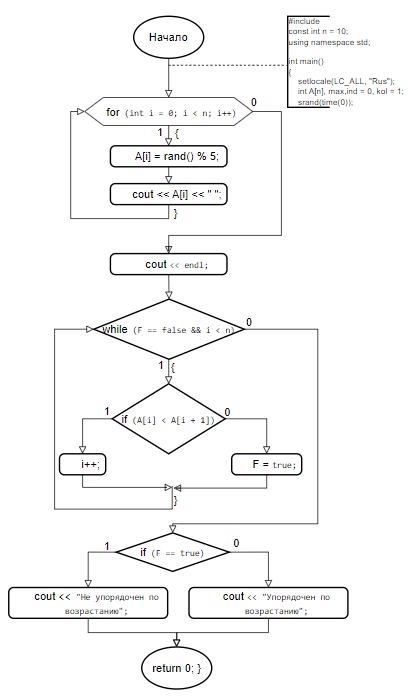 Начало
#include
const int n = 10;
using namespace std;
int main()
{
setlocale(LC_ALL, "Rus");
int A[n], max,ind = 0, kol = 1;
srand(time(0));
for (int i = 0; i < n; i++)
0
1
{
A[i] = rand() % 5;
cout << A[i] << " ";
}
cout << endl;
while (F == false && i < n)
0
1
{
1
if (A[i] < A[i + 1])
0
i++;
F = true;
}
1
if (F == true)
0
cout << "Не упорядочен по
возрастанию";
cout << "Упорядочен по
возрастанию";
return 0; }